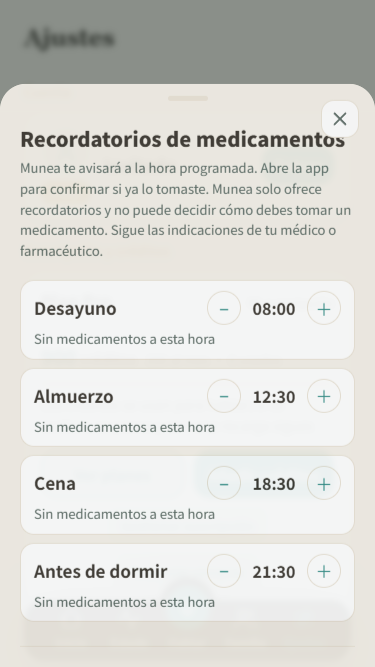 Ajustes
Recordatorios de medicamentos
Munea te avisará a la hora programada. Abre la app
para confirmar si ya lo tomaste. Munea solo ofrece
recordatorios y no puede decidir cómo debes tomar un
medicamento. Sigue las indicaciones de tu médico o
farmacéutico.
Desayuno − 08:00 +
Sin medicamentos a esta hora
Almuerzo − 12:30 +
Sin medicamentos a esta hora
Cena − 18:30 +
Sin medicamentos a esta hora
Antes de dormir − 21:30 +
Sin medicamentos a esta hora